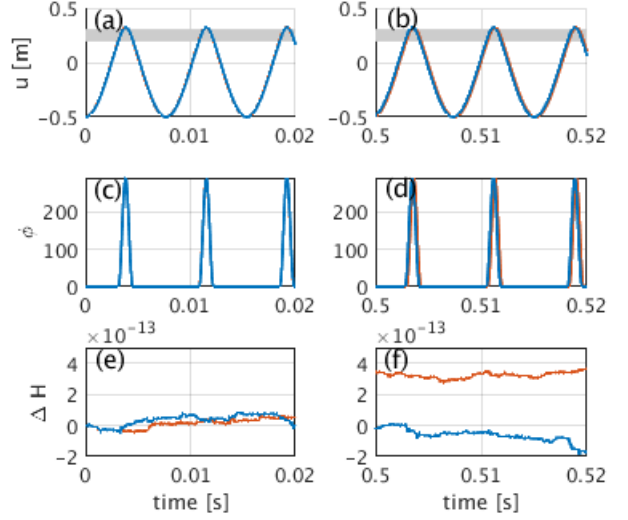 0.5 (a) 0.5 (b)
u [m] 0 0
-0.5 -0.5
0 0.01 0.02 0.5 0.51 0.52
(c) (d)
200 200
ϕ 100 100
0 0
0 0.01 0.02 0.5 0.51 0.52
×10⁻¹³ ×10⁻¹³
(e) (f)
4 4
Δ H 2 2
0 0
-2 -2
0 0.01 0.02 0.5 0.51 0.52
time [s] time [s]